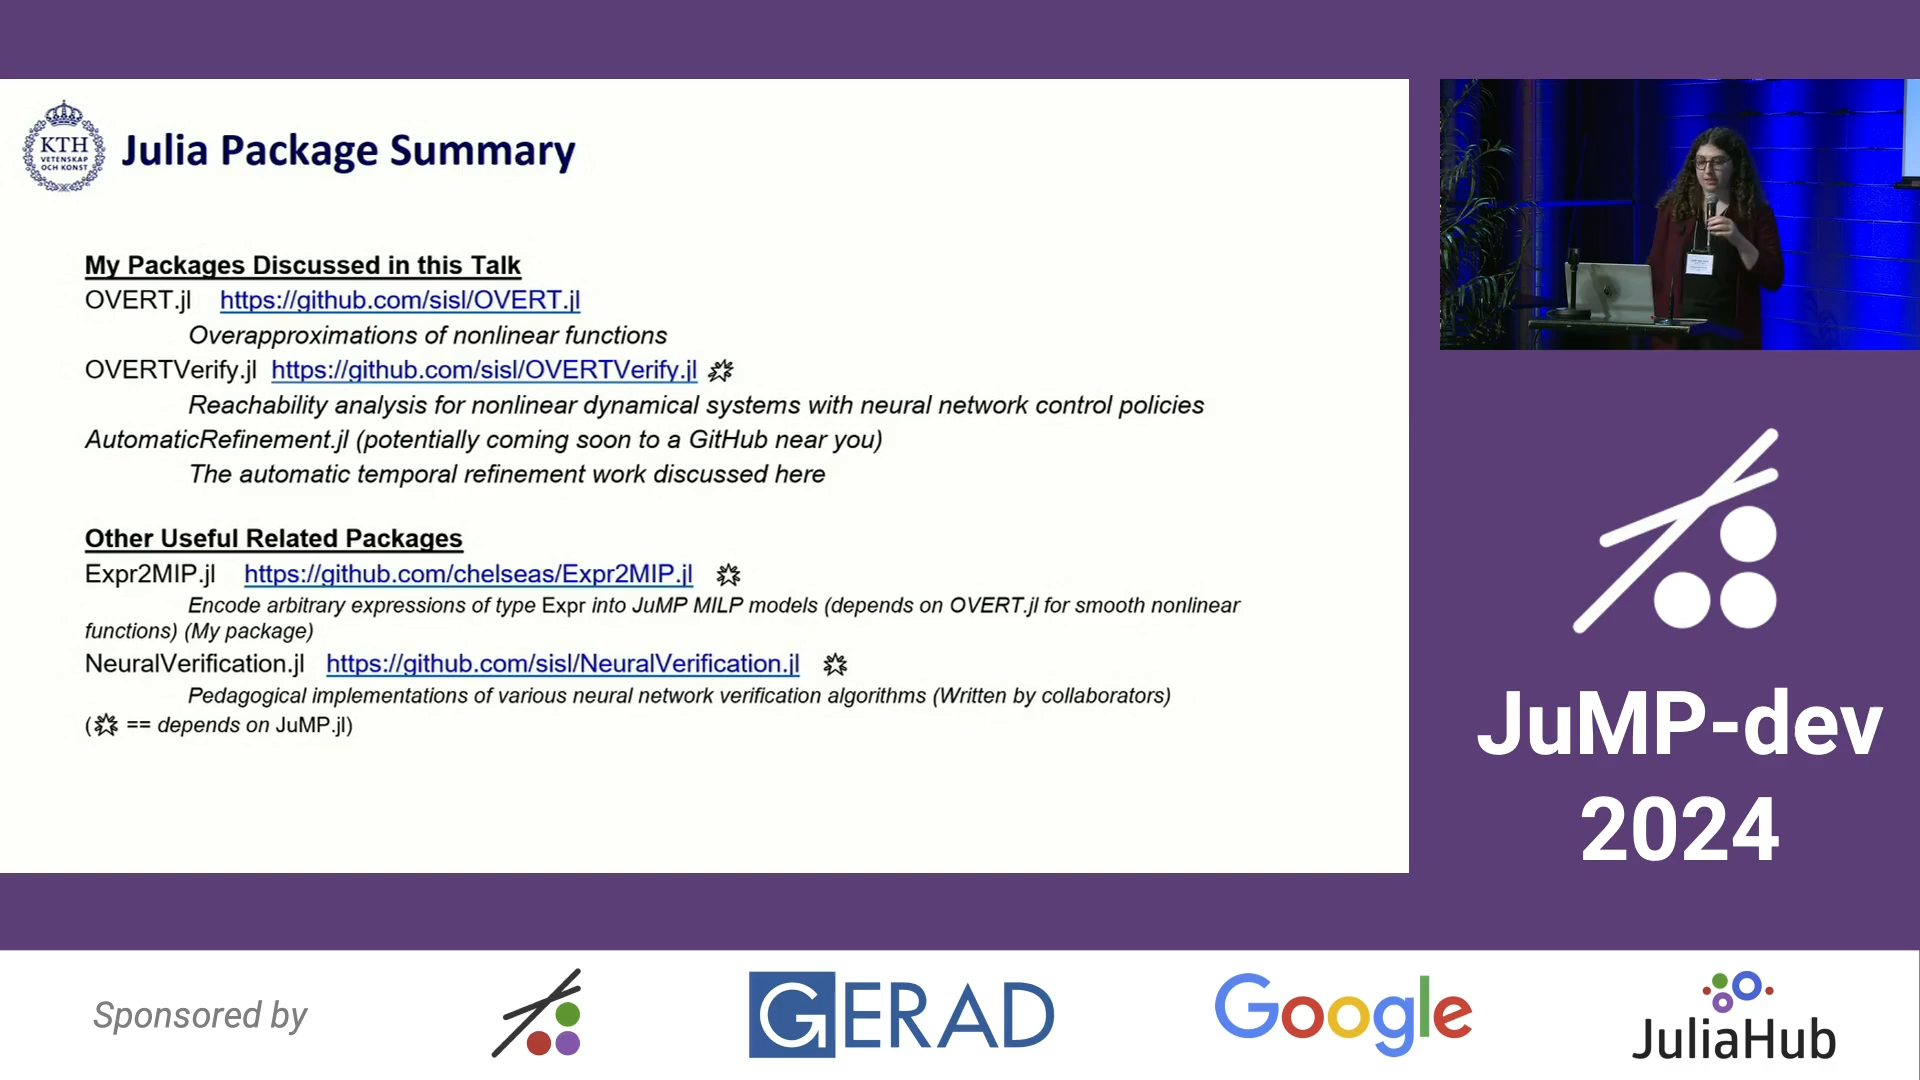 KTH
VETENSKAP
OCH KONST
Julia Package Summary
My Packages Discussed in this Talk
OVERT.jl https://github.com/sisl/OVERT.jl
Overapproximations of nonlinear functions
OVERTVerify.jl https://github.com/sisl/OVERTVerify.jl
Reachability analysis for nonlinear dynamical systems with neural network control policies
AutomaticRefinement.jl (potentially coming soon to a GitHub near you)
The automatic temporal refinement work discussed here
Other Useful Related Packages
Expr2MIP.jl https://github.com/chelseas/Expr2MIP.jl
Encode arbitrary expressions of type Expr into JuMP MILP models (depends on OVERT.jl for smooth nonlinear
functions) (My package)
NeuralVerification.jl https://github.com/sisl/NeuralVerification.jl
Pedagogical implementations of various neural network verification algorithms (Written by collaborators)
( == depends on JuMP.jl)
JuMP-dev
2024
Sponsored by
GERAD
Google
JuliaHub